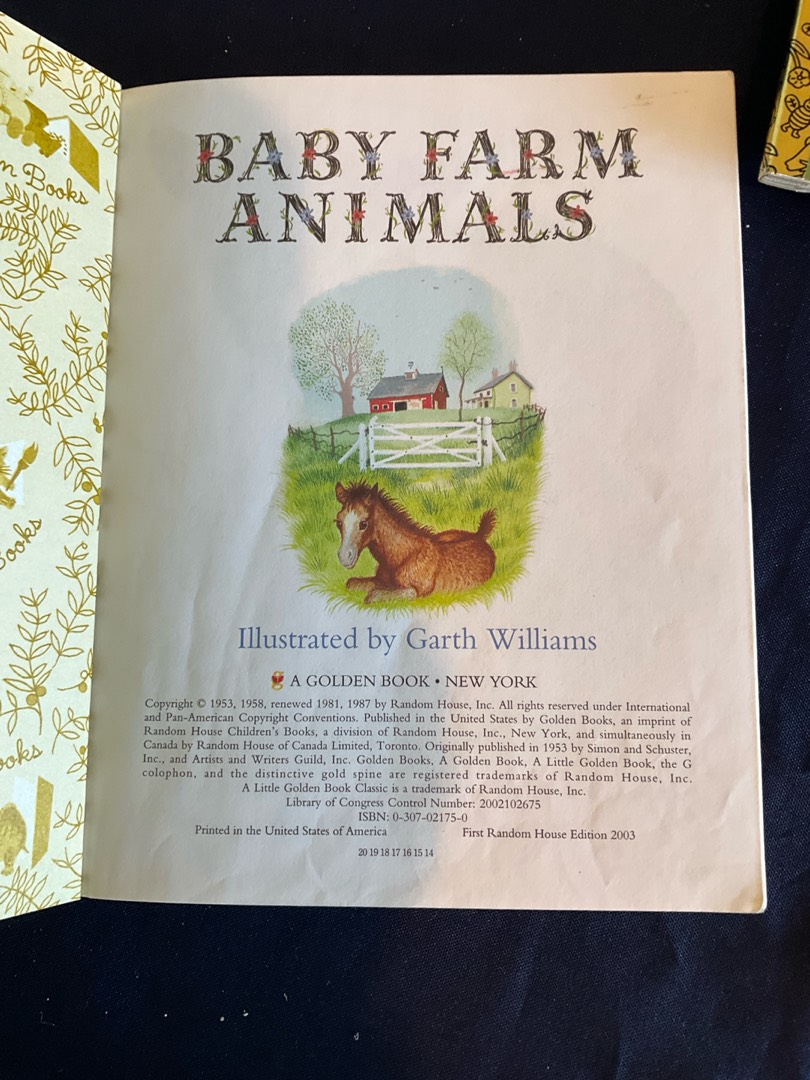 n Books
Books
ooks
BABY FARM
ANIMALS
Illustrated by Garth Williams
A GOLDEN BOOK • NEW YORK
Copyright © 1953, 1958, renewed 1981, 1987 by Random House, Inc. All rights reserved under International
and Pan-American Copyright Conventions. Published in the United States by Golden Books, an imprint of
Random House Children's Books, a division of Random House, Inc., New York, and simultaneously in
Canada by Random House of Canada Limited, Toronto. Originally published in 1953 by Simon and Schuster,
Inc., and Artists and Writers Guild, Inc. Golden Books, A Golden Book, A Little Golden Book, the G
colophon, and the distinctive gold spine are registered trademarks of Random House, Inc.
A Little Golden Book Classic is a trademark of Random House, Inc.
Library of Congress Control Number: 2002102675
ISBN: 0-307-02175-0
Printed in the United States of America First Random House Edition 2003
20 19 18 17 16 15 14